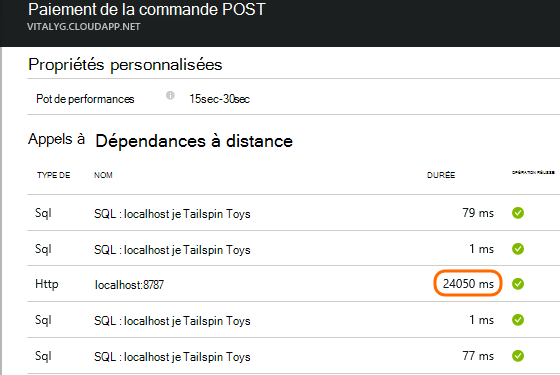 Paiement de la commande POST
VITALYG.CLOUDAPP.NET
Propriétés personnalisées
Pot de performances 15sec-30sec
Appels à Dépendances à distance
TYPE DE NOM DURÉE OPÉRATION RÉUSSIE
Sql SQL : localhost je Tailspin Toys 79 ms
Sql SQL : localhost je Tailspin Toys 1 ms
Http localhost:8787 24050 ms
Sql SQL : localhost je Tailspin Toys 1 ms
Sql SQL : localhost je Tailspin Toys 77 ms